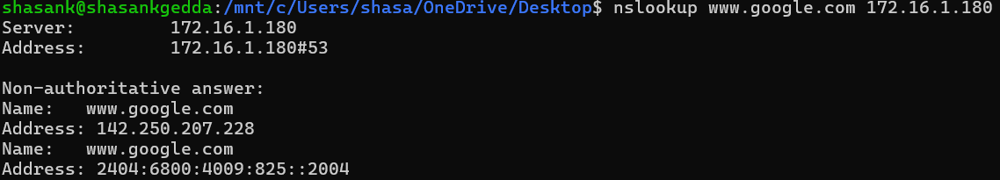 shasank@shasankgedda:/mnt/c/Users/shasa/OneDrive/Desktop$ nslookup www.google.com 172.16.1.180
Server:         172.16.1.180
Address:        172.16.1.180#53

Non-authoritative answer:
Name:   www.google.com
Address: 142.250.207.228
Name:   www.google.com
Address: 2404:6800:4009:825::2004